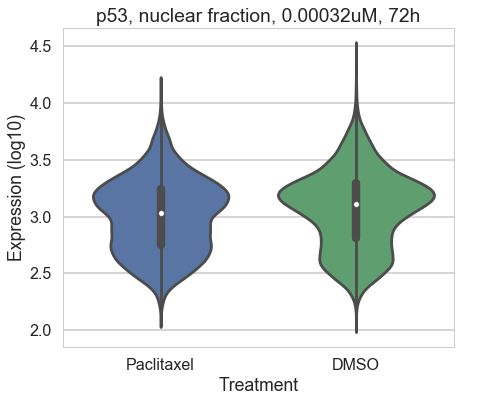 p53, nuclear fraction, 0.00032uM, 72h
Expression (log10)
4.5
4.0
3.5
3.0
2.5
2.0
Paclitaxel DMSO
Treatment